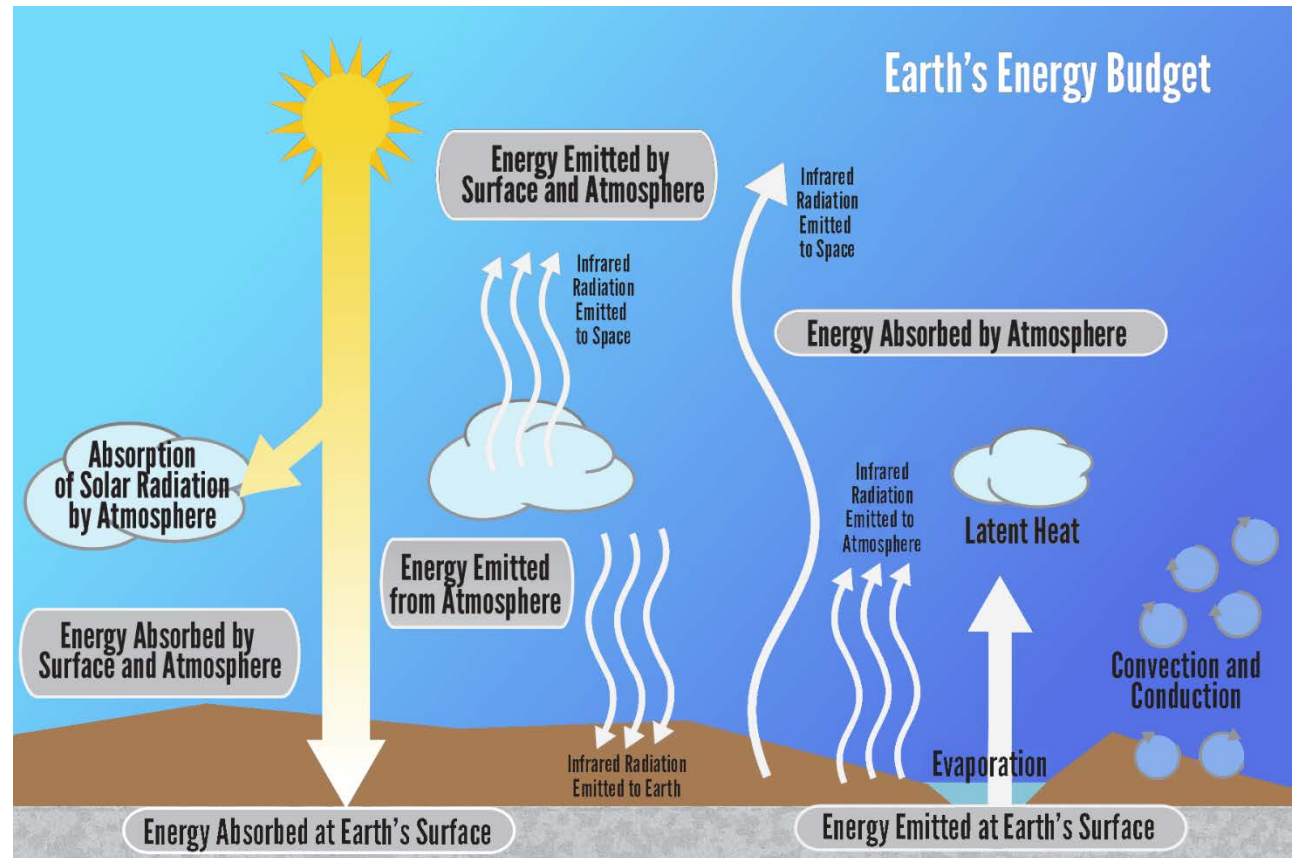 Earth's Energy Budget
Energy Emitted by
Surface and Atmosphere
Infrared
Radiation
Emitted
to Space
Infrared
Radiation
Emitted
to Space
Energy Absorbed by Atmosphere
Absorption
of Solar Radiation
by Atmosphere
Infrared
Radiation
Emitted to
Atmosphere
Latent Heat
Energy Emitted
from Atmosphere
Energy Absorbed by
Surface and Atmosphere
Convection and
Conduction
Infrared Radiation
Emitted to Earth
Evaporation
Energy Absorbed at Earth's Surface
Energy Emitted at Earth's Surface